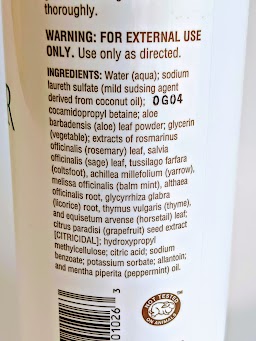 thoroughly.
WARNING: FOR EXTERNAL USE
ONLY. Use only as directed.
INGREDIENTS: Water (aqua); sodium
laureth sulfate (mild sudsing agent
derived from coconut oil); OG04
cocamidopropyl betaine; aloe
barbadensis (aloe) leaf powder; glycerin
(vegetable); extracts of rosmarinus
officinalis (rosemary) leaf, salvia
officinalis (sage) leaf, tussilago farfara
(coltsfoot), achillea millefolium (yarrow),
melissa officinalis (balm mint), althaea
officinalis root, glycyrrhiza glabra
(licorice) root, thymus vulgaris (thyme),
and equisetum arvense (horsetail) leaf;
citrus paradisi (grapefruit) seed extract
[CITRICIDAL]; hydroxypropyl
methylcellulose; citric acid; sodium
benzoate; potassium sorbate; allantoin;
and mentha piperita (peppermint) oil.
NOT TESTED
ON ANIMALS
TM
01026 3
R